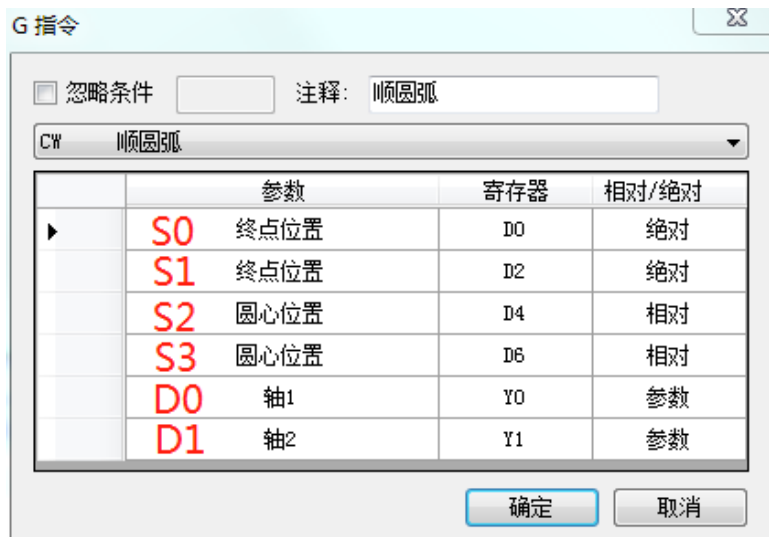 G 指令
忽略条件 注释: 顺圆弧
CW 顺圆弧
参数 寄存器 相对/绝对
S0 终点位置 D0 绝对
S1 终点位置 D2 绝对
S2 圆心位置 D4 相对
S3 圆心位置 D6 相对
D0 轴1 Y0 参数
D1 轴2 Y1 参数
确定 取消